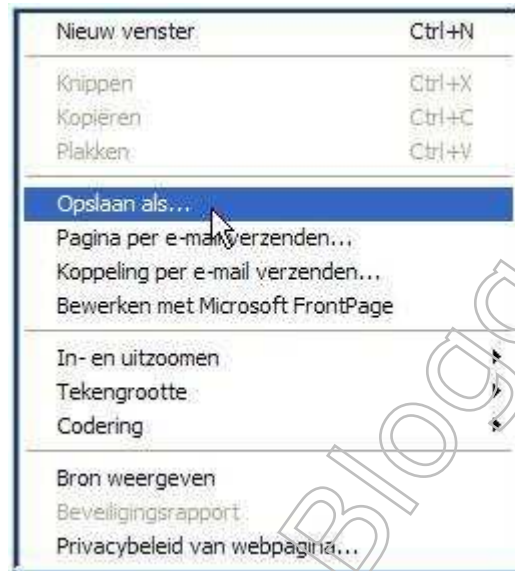 Nieuw venster Ctrl+N
Knippen Ctrl+X
Kopiëren Ctrl+C
Plakken Ctrl+V
Opslaan als...
Pagina per e-mail verzenden...
Koppeling per e-mail verzenden...
Bewerken met Microsoft FrontPage
In- en uitzoomen
Tekengrootte
Codering
Bron weergeven
Beveiligingsrapport
Privacybeleid van webpagina...
Blogg